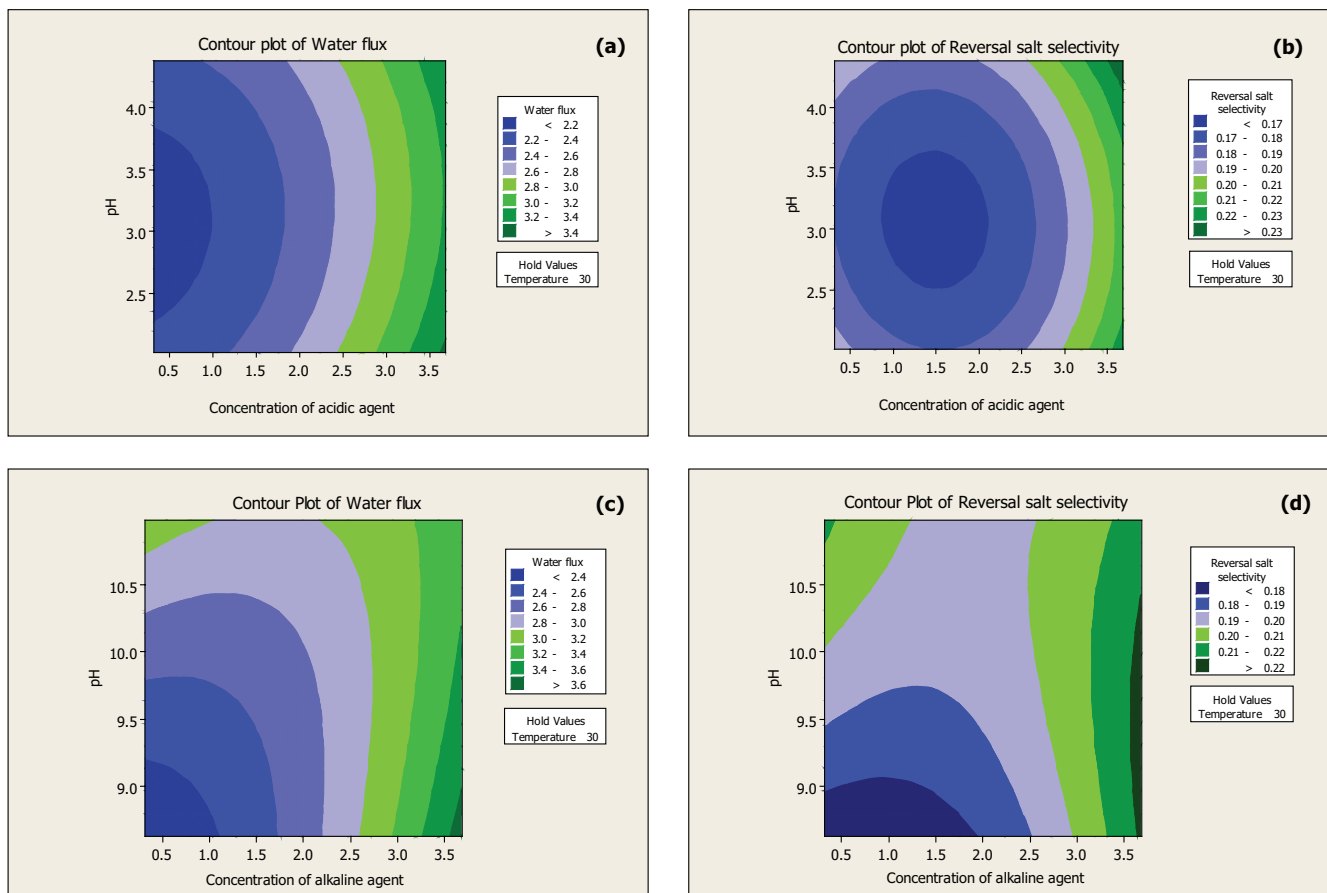 Contour plot of Water flux
(a)
pH
4.0
3.5
3.0
2.5
0.5 1.0 1.5 2.0 2.5 3.0 3.5
Concentration of acidic agent
Water flux
< 2.2
2.2 - 2.4
2.4 - 2.6
2.6 - 2.8
2.8 - 3.0
3.0 - 3.2
3.2 - 3.4
> 3.4
Hold Values
Temperature 30
Contour plot of Reversal salt selectivity
(b)
pH
4.0
3.5
3.0
2.5
0.5 1.0 1.5 2.0 2.5 3.0 3.5
Concentration of acidic agent
Reversal salt
selectivity
< 0.17
0.17 - 0.18
0.18 - 0.19
0.19 - 0.20
0.20 - 0.21
0.21 - 0.22
0.22 - 0.23
> 0.23
Hold Values
Temperature 30
Contour Plot of Water flux
(c)
pH
10.5
10.0
9.5
9.0
0.5 1.0 1.5 2.0 2.5 3.0 3.5
Concentration of alkaline agent
Water flux
< 2.4
2.4 - 2.6
2.6 - 2.8
2.8 - 3.0
3.0 - 3.2
3.2 - 3.4
3.4 - 3.6
> 3.6
Hold Values
Temperature 30
Contour Plot of Reversal salt selectivity
(d)
pH
10.5
10.0
9.5
9.0
0.5 1.0 1.5 2.0 2.5 3.0 3.5
Concentration of alkaline agent
Reversal salt
selectivity
< 0.18
0.18 - 0.19
0.19 - 0.20
0.20 - 0.21
0.21 - 0.22
> 0.22
Hold Values
Temperature 30